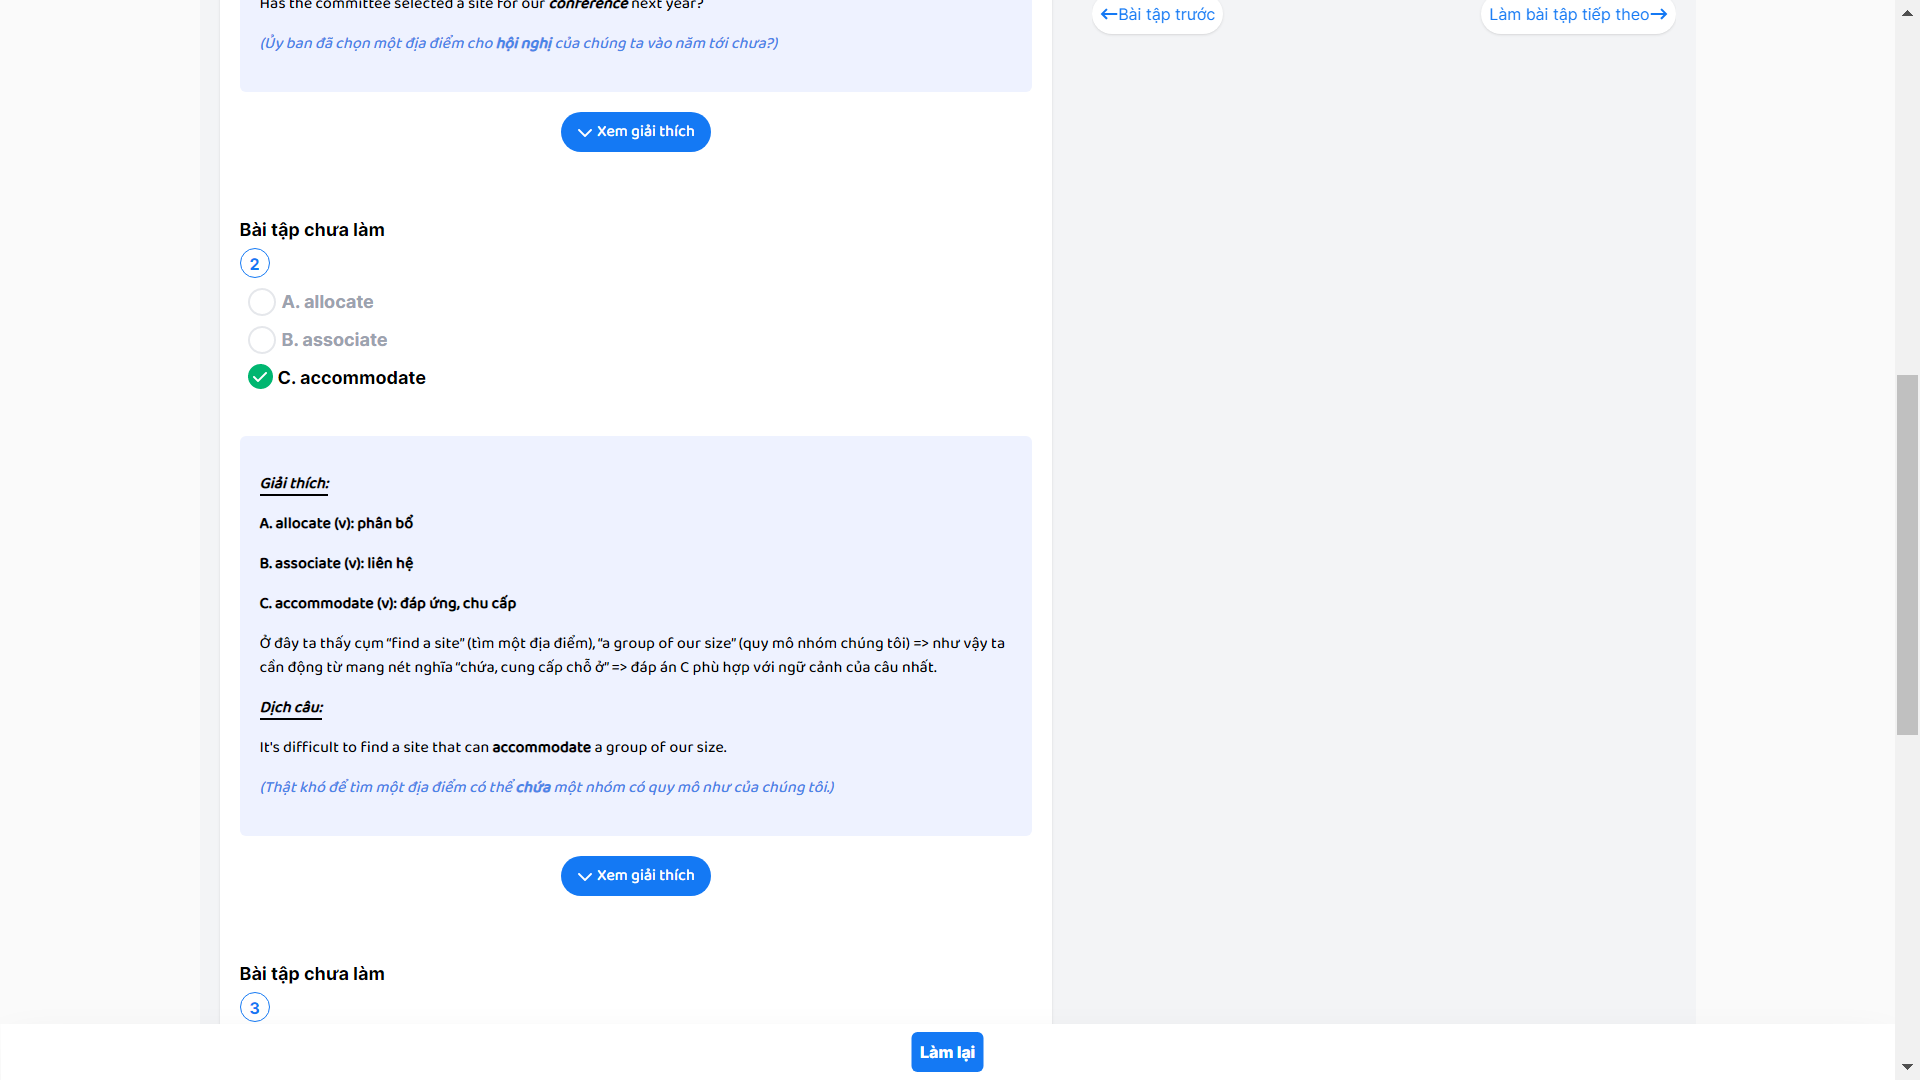 Has the committee selected a site for our conference next year?
(Ủy ban đã chọn một địa điểm cho hội nghị của chúng ta vào năm tới chưa?)
Xem giải thích
Bài tập trước
Làm bài tập tiếp theo
Bài tập chưa làm
2
A. allocate
B. associate
C. accommodate
Giải thích:
A. allocate (v): phân bổ
B. associate (v): liên hệ
C. accommodate (v): đáp ứng, chu cấp
Ở đây ta thấy cụm “find a site” (tìm một địa điểm), “a group of our size” (quy mô nhóm chúng tôi) => như vậy ta
cần động từ mang nét nghĩa “chứa, cung cấp chỗ ở” => đáp án C phù hợp với ngữ cảnh của câu nhất.
Dịch câu:
It's difficult to find a site that can accommodate a group of our size.
(Thật khó để tìm một địa điểm có thể chứa một nhóm có quy mô như của chúng tôi.)
Xem giải thích
Bài tập chưa làm
3
Làm lại